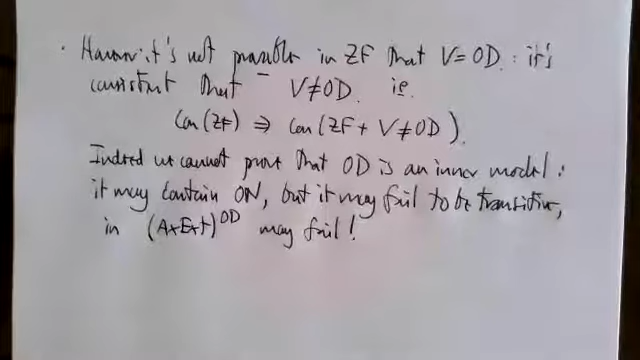 · However it's not provable in ZF that V=OD : it's
consistent that V≠OD. ie.
Con(ZF) ⇒ Con(ZF + V≠OD).
Indeed we cannot prove that OD is an inner model :
it may contain ON, but it may fail to be transitive,
in (AxExt)^OD may fail!